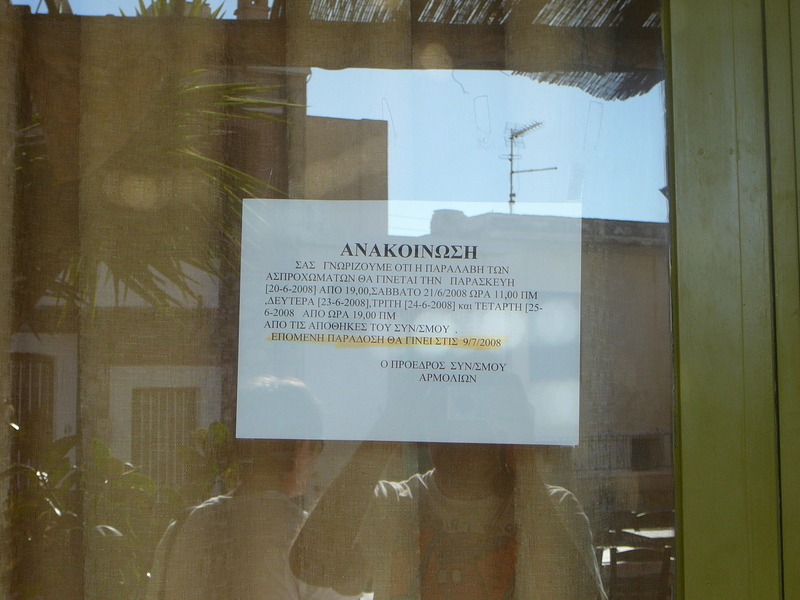 ΑΝΑΚΟΙΝΩΣΗ
ΣΑΣ ΓΝΩΡΙΖΟΥΜΕ ΟΤΙ Η ΠΑΡΑΛΑΒΗ ΤΩΝ
ΑΣΠΡΟΧΩΜΑΤΩΝ ΘΑ ΓΙΝΕΤΑΙ ΤΗΝ ΠΑΡΑΣΚΕΥΗ
[20-6-2008] ΑΠΟ 19,00,ΣΑΒΒΑΤΟ 21/6/2008 ΩΡΑ 11,00 ΠΜ
,ΔΕΥΤΕΡΑ [23-6-2008],ΤΡΙΤΗ [24-6-2008] και ΤΕΤΑΡΤΗ [25-
6-2008 ΑΠΟ ΩΡΑ 19,00 ΠΜ
ΑΠΟ ΤΙΣ ΑΠΟΘΗΚΕΣ ΤΟΥ ΣΥΝ/ΣΜΟΥ .
ΕΠΟΜΕΝΗ ΠΑΡΑΔΟΣΗ ΘΑ ΓΙΝΕΙ ΣΤΙΣ 9/7/2008
Ο ΠΡΟΕΔΡΟΣ ΣΥΝ/ΣΜΟΥ
ΑΡΜΟΛΙΩΝ